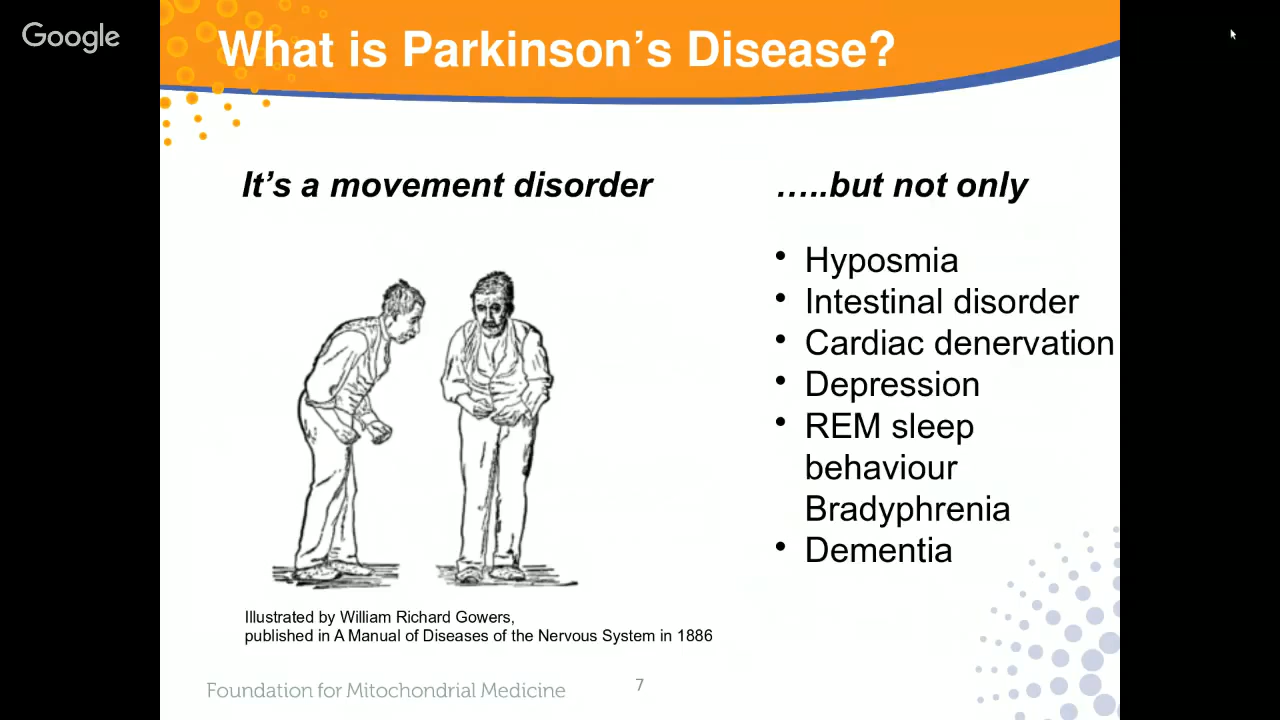 Google
What is Parkinson's Disease?
It's a movement disorder
Illustrated by William Richard Gowers,
published in A Manual of Diseases of the Nervous System in 1886
…..but not only
• Hyposmia
• Intestinal disorder
• Cardiac denervation
• Depression
• REM sleep
behaviour
Bradyphrenia
• Dementia
Foundation for Mitochondrial Medicine
7